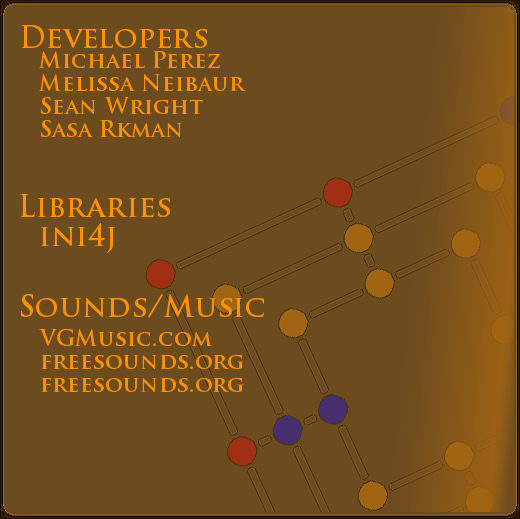 Developers
Michael Perez
Melissa Neibaur
Sean Wright
Sasa Rkman
Libraries
ini4j
Sounds/Music
VGMusic.com
freesounds.org
freesounds.org